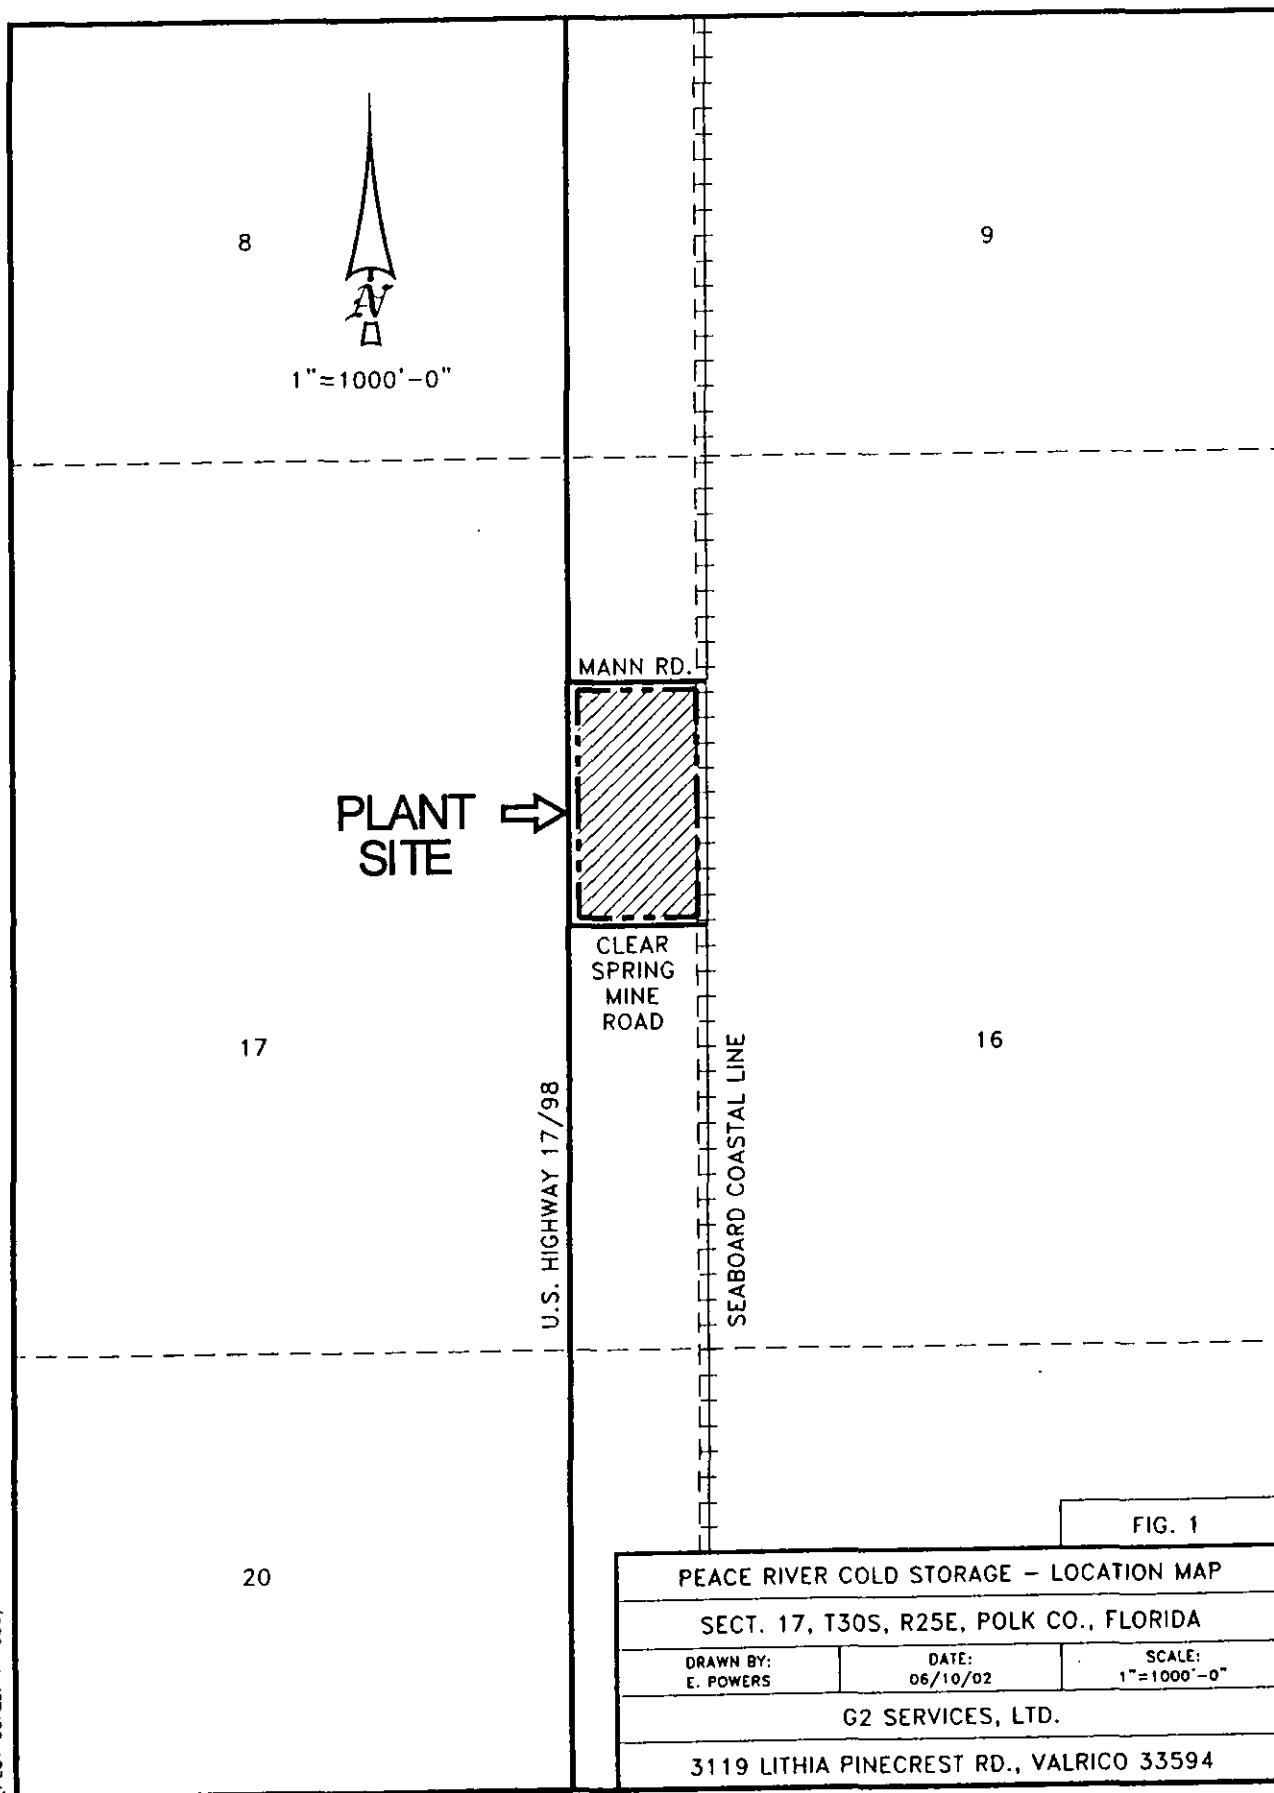 8
9
N
1"=1000'-0"
MANN RD.
PLANT
SITE
CLEAR
SPRING
MINE
ROAD
17
16
U.S. HIGHWAY 17/98
SEABOARD COASTAL LINE
20
FIG. 1
PEACE RIVER COLD STORAGE – LOCATION MAP
SECT. 17, T30S, R25E, POLK CO., FLORIDA
DRAWN BY:
E. POWERS
DATE:
06/10/02
SCALE:
1"=1000'-0"
G2 SERVICES, LTD.
3119 LITHIA PINECREST RD., VALRICO 33594